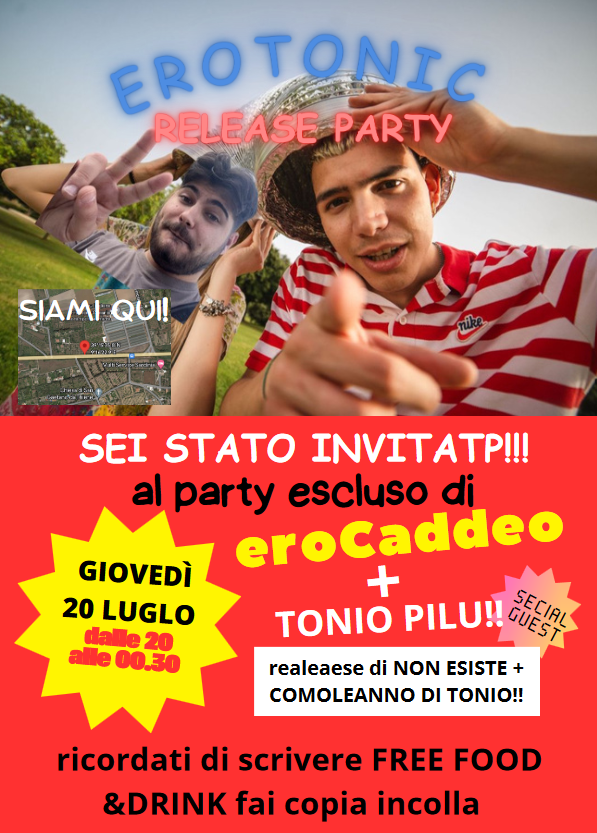 EROTONIC
RELEASE PARTY
SIAMI QUI!
nike
SEI STATO INVITATP!!!
al party escluso di
eroCaddeo
+
TONIO PILU!!
SECIAL
GUEST
GIOVEDÌ
20 LUGLO
dalle 20
alle 00.30
realeaese di NON ESISTE +
COMOLEANNO DI TONIO!!
ricordati di scrivere FREE FOOD
&DRINK fai copia incolla